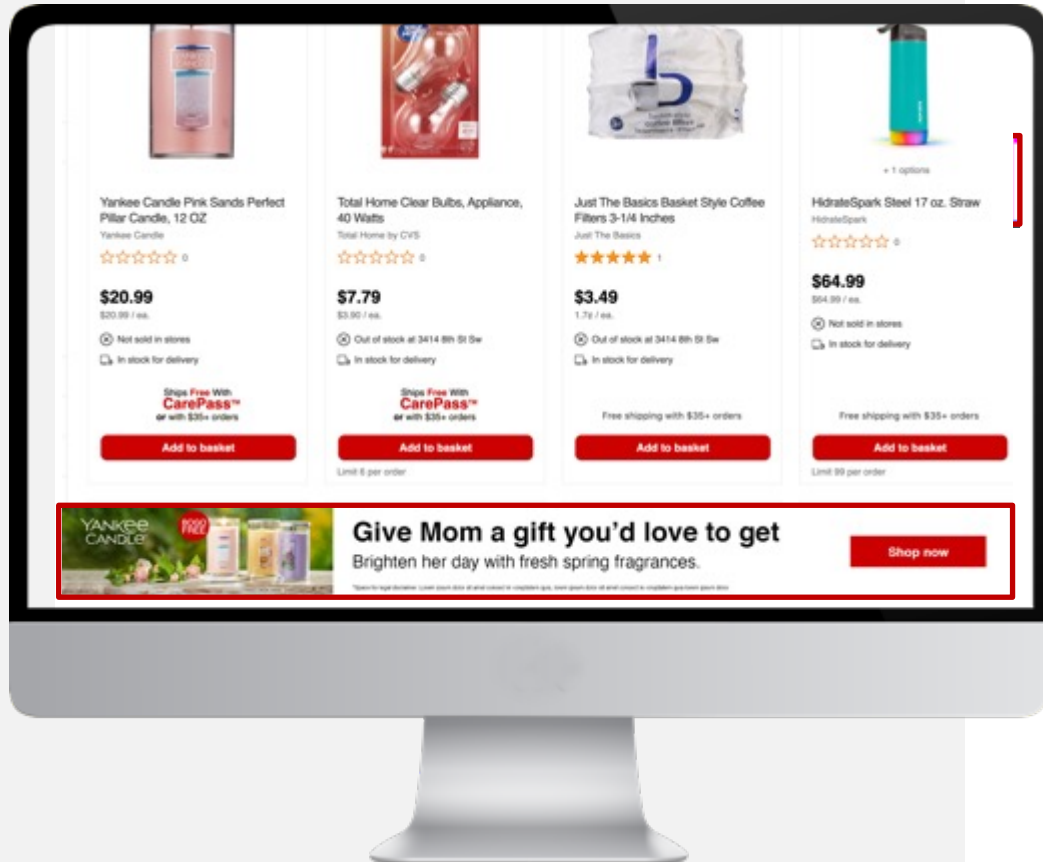 + 1 options
Yankee Candle Pink Sands Perfect
Pillar Candle, 12 OZ
Yankee Candle
0
$20.99
$20.99 / ea.
Not sold in stores
In stock for delivery
Ships Free With
CarePass™
or with $35+ orders
Add to basket
Total Home Clear Bulbs, Appliance,
40 Watts
Total Home by CVS
0
$7.79
$3.90 / ea.
Out of stock at 3414 8th St Sw
In stock for delivery
Ships Free With
CarePass™
or with $35+ orders
Add to basket
Limit 6 per order
Just The Basics Basket Style Coffee
Filters 3-1/4 Inches
Just The Basics
1
$3.49
1.7¢ / ea.
Out of stock at 3414 8th St Sw
In stock for delivery
Free shipping with $35+ orders
Add to basket
HidrateSpark Steel 17 oz. Straw
HidrateSpark
0
$64.99
$64.99 / ea.
Not sold in stores
In stock for delivery
Free shipping with $35+ orders
Add to basket
Limit 99 per order
YANKEE
CANDLE
BOGO
FREE
Give Mom a gift you'd love to get
Brighten her day with fresh spring fragrances.
Shop now